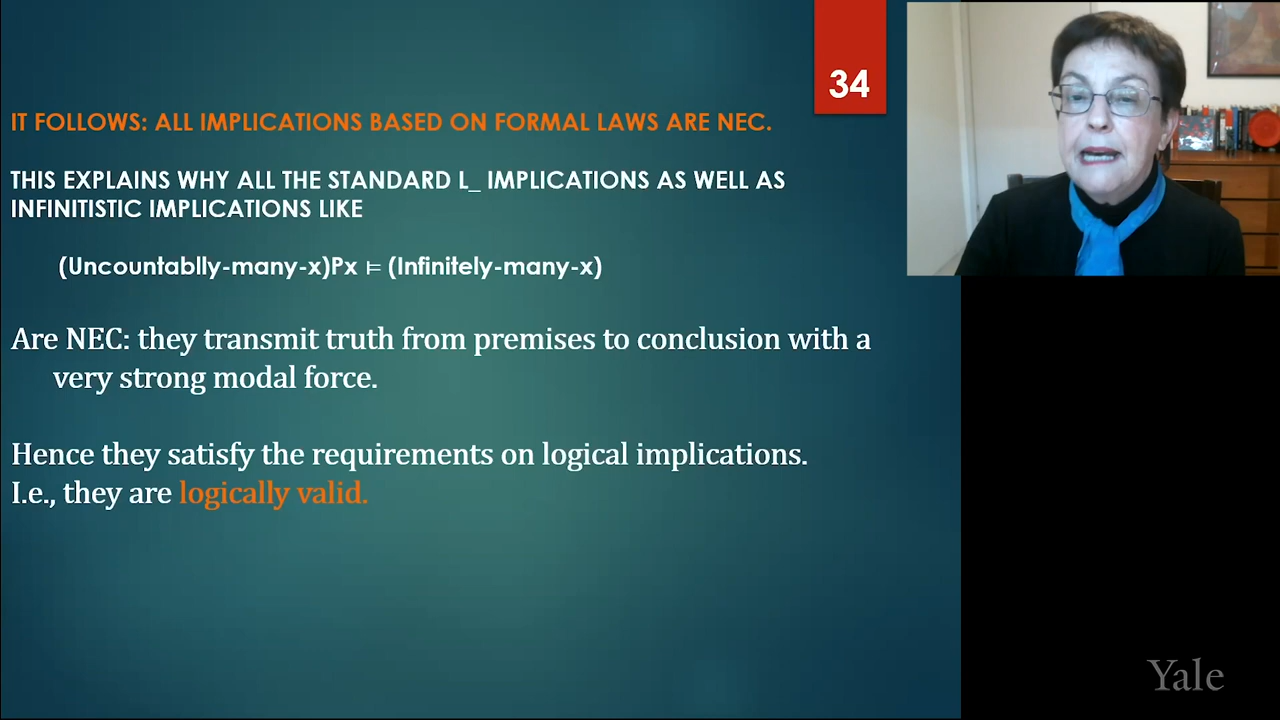 34
IT FOLLOWS: ALL IMPLICATIONS BASED ON FORMAL LAWS ARE NEC.
THIS EXPLAINS WHY ALL THE STANDARD L_ IMPLICATIONS AS WELL AS
INFINITISTIC IMPLICATIONS LIKE
(Uncountablly-many-x)Px ⊨ (Infinitely-many-x)
Are NEC: they transmit truth from premises to conclusion with a
very strong modal force.
Hence they satisfy the requirements on logical implications.
I.e., they are logically valid.
Yale